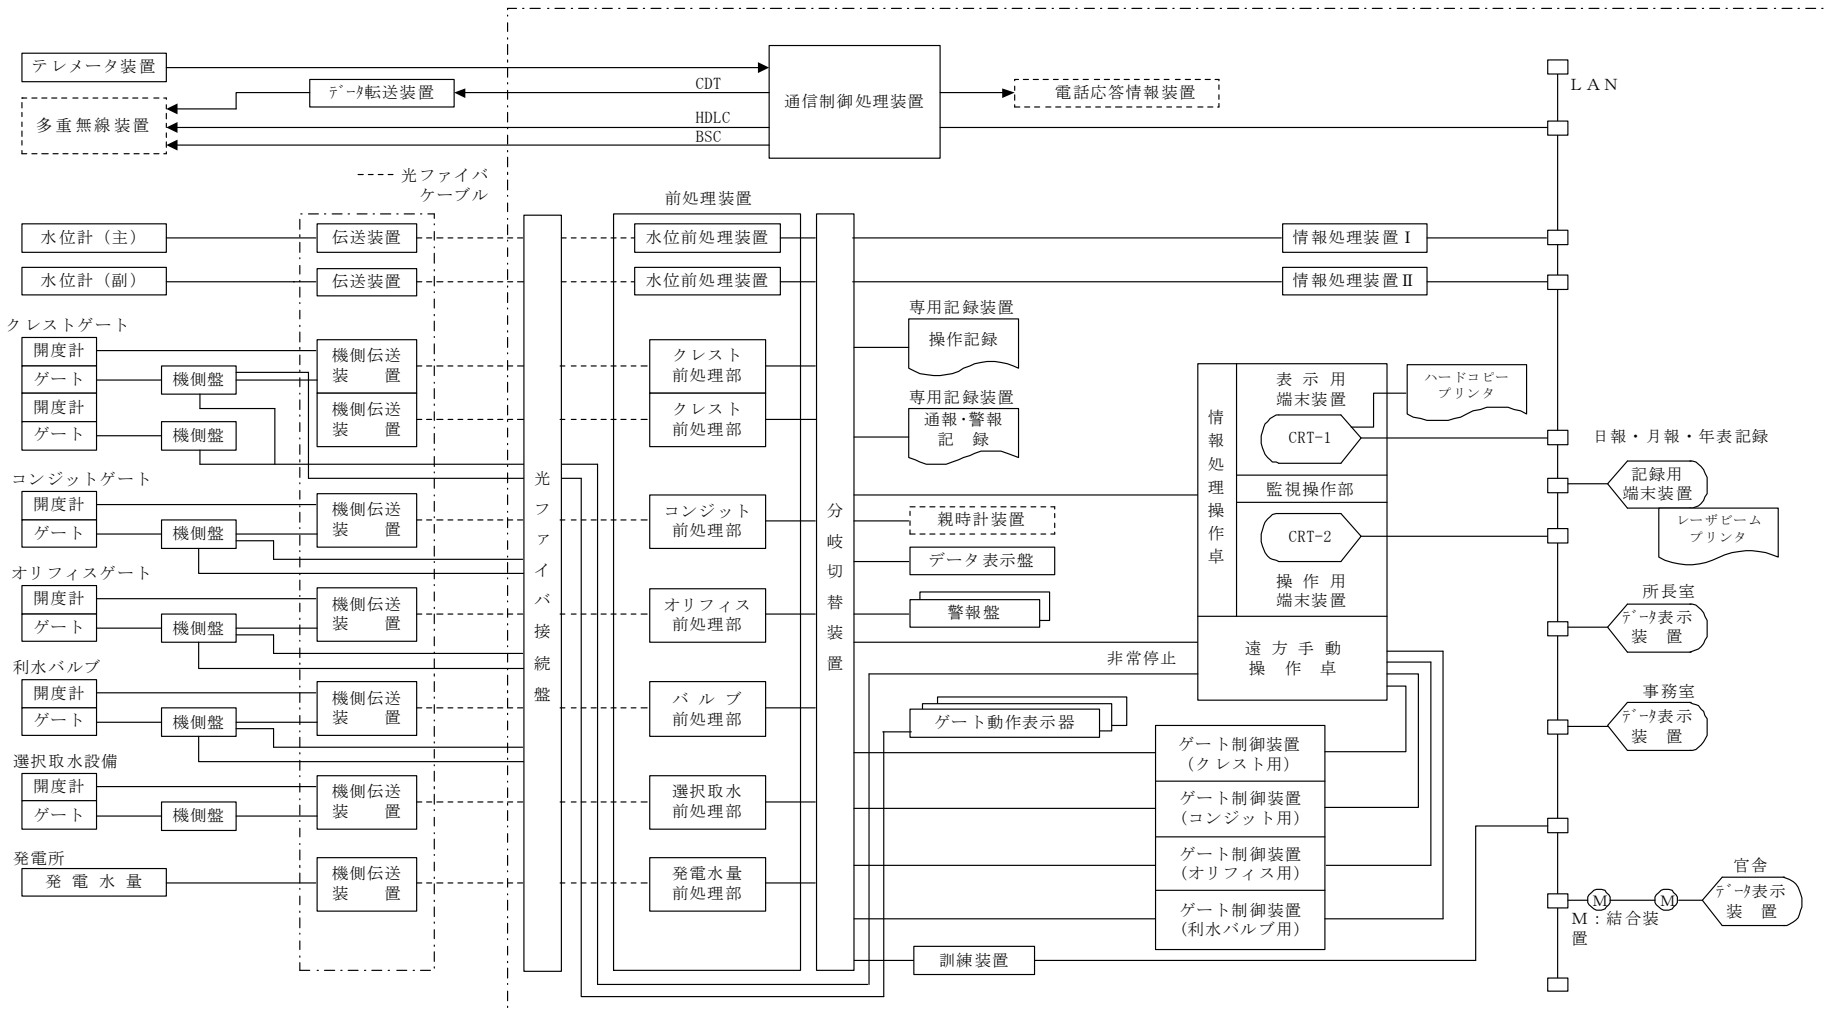 テレメータ装置
データ転送装置
多重無線装置
CDT
HDLC
BSC
通信制御処理装置
電話応答情報装置
LAN
---- 光ファイバ
ケーブル
前処理装置
水位計（主）
伝送装置
水位前処理装置
情報処理装置Ⅰ
水位計（副）
伝送装置
水位前処理装置
情報処理装置Ⅱ
クレストゲート
開度計
ゲート
機側盤
開度計
ゲート
機側盤
機側伝送
装　置
機側伝送
装　置
クレスト
前処理部
クレスト
前処理部
コンジットゲート
開度計
ゲート
機側盤
機側伝送
装　置
コンジット
前処理部
オリフィスゲート
開度計
ゲート
機側盤
機側伝送
装　置
オリフィス
前処理部
利水バルブ
開度計
ゲート
機側盤
機側伝送
装　置
バ ル ブ
前処理部
選択取水設備
開度計
ゲート
機側盤
機側伝送
装　置
選択取水
前処理部
発電所
発 電 水 量
機側伝送
装　置
発電水量
前処理部
光ファイバ接続盤
分岐切替装置
専用記録装置
操作記録
専用記録装置
通報・警報
記　録
親時計装置
データ表示盤
警報盤
非常停止
ゲート動作表示器
ゲート制御装置
(クレスト用)
ゲート制御装置
(コンジット用)
ゲート制御装置
(オリフィス用)
ゲート制御装置
(利水バルブ用)
訓練装置
情報処理操作卓
表 示 用
端末装置
CRT-1
監視操作部
CRT-2
操 作 用
端末装置
遠 方 手 動
操 作 卓
ハードコピー
プリンタ
日報・月報・年表記録
記録用
端末装置
レーザビーム
プリンタ
所長室
データ表示
装　置
事務室
データ表示
装　置
官舎
データ表示
装　置
M
M
M：結合装
置